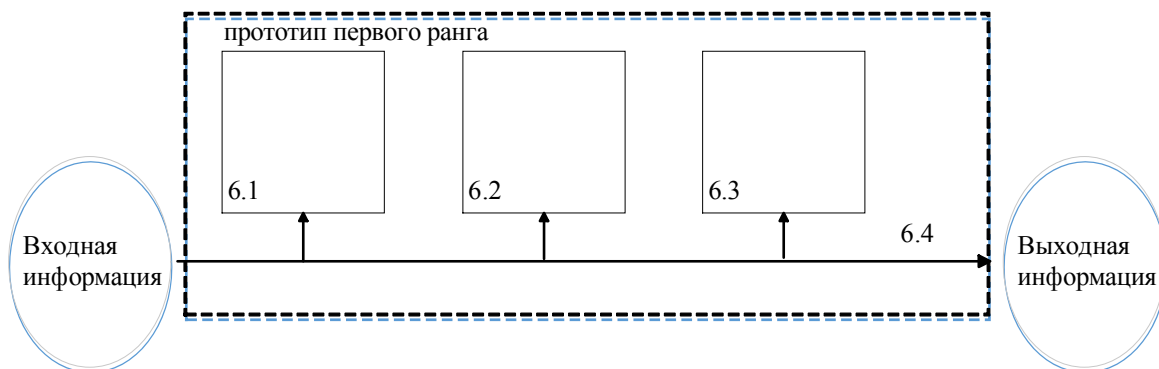 прототип первого ранга
6.1
6.2
6.3
6.4
Входная
информация
Выходная
информация